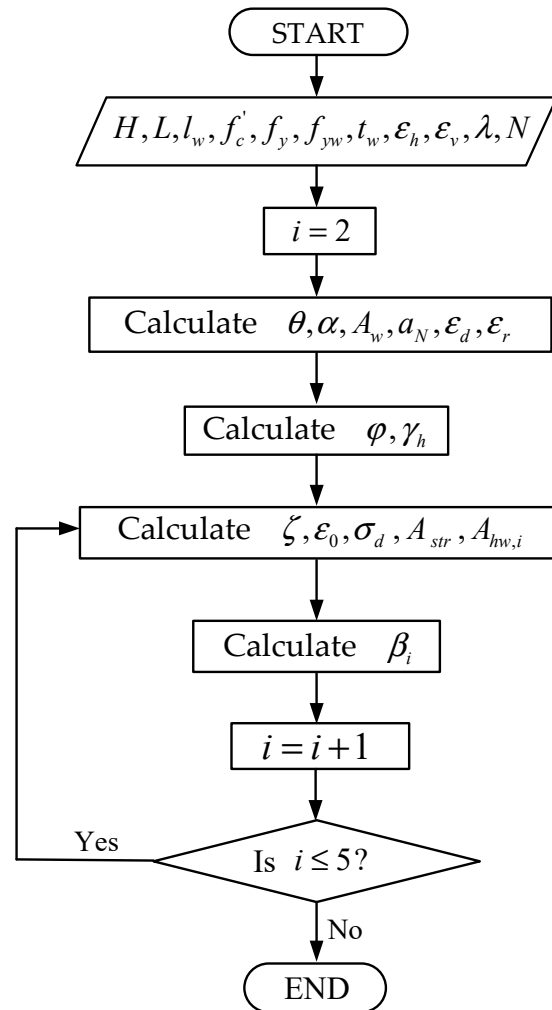 START
H, L, l_w, f_c^', f_y, f_yw, t_w, ε_h, ε_v, λ, N
i = 2
Calculate θ, α, A_w, a_N, ε_d, ε_r
Calculate φ, γ_h
Calculate ζ, ε_0, σ_d, A_str, A_hw,i
Calculate β_i
i = i + 1
Yes
Is i ≤ 5?
No
END